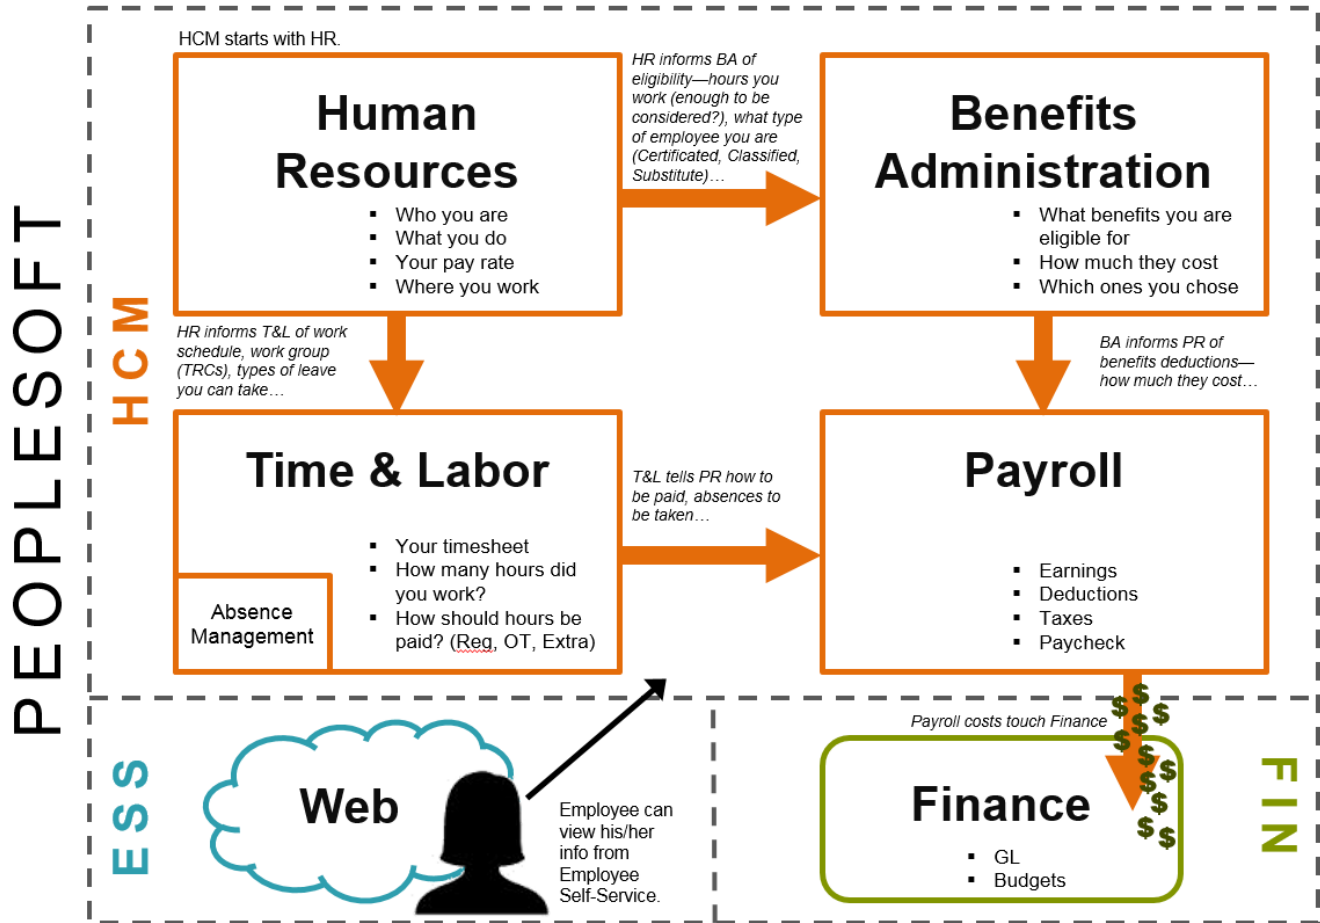 PEOPLESOFT
HCM
HCM starts with HR.
Human
Resources
▪ Who you are
▪ What you do
▪ Your pay rate
▪ Where you work
HR informs BA of
eligibility—hours you
work (enough to be
considered?), what type
of employee you are
(Certificated, Classified,
Substitute)…
Benefits
Administration
▪ What benefits you are
eligible for
▪ How much they cost
▪ Which ones you chose
HR informs T&L of work
schedule, work group
(TRCs), types of leave
you can take…
BA informs PR of
benefits deductions—
how much they cost…
Time & Labor
▪ Your timesheet
▪ How many hours did
you work?
▪ How should hours be
paid? (Reg, OT, Extra)
Absence
Management
T&L tells PR how to
be paid, absences to
be taken…
Payroll
▪ Earnings
▪ Deductions
▪ Taxes
▪ Paycheck
ESS
Web
Employee can
view his/her
info from
Employee
Self-Service.
Payroll costs touch Finance
$ $ $ $ $ $ $ $ $ $ $
Finance
▪ GL
▪ Budgets
FIN